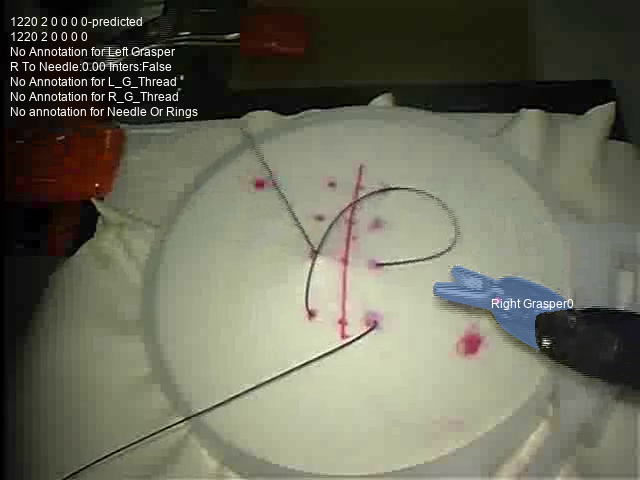 1220 2 0 0 0 0-predicted
1220 2 0 0 0 0
No Annotation for Left Grasper
R To Needle:0.00 Inters:False
No Annotation for L_G_Thread
No Annotation for R_G_Thread
No annotation for Needle Or Rings
Right Grasper0